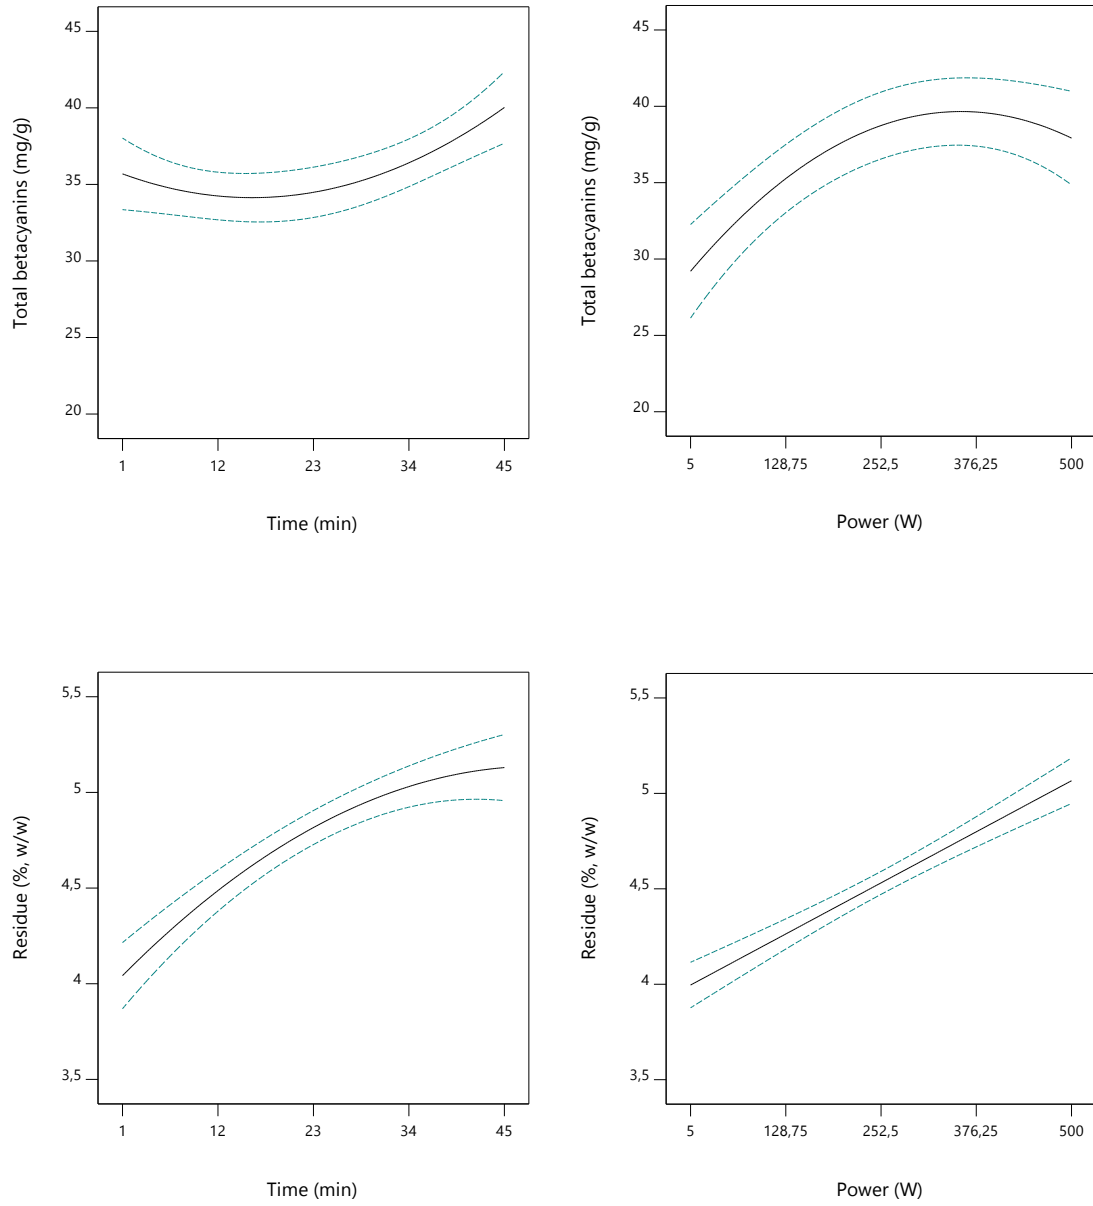 Total betacyanins (mg/g)
45
40
35
30
25
20
1 12 23 34 45
Time (min)
Total betacyanins (mg/g)
45
40
35
30
25
20
5 128,75 252,5 376,25 500
Power (W)
Residue (%, w/w)
5,5
5
4,5
4
3,5
1 12 23 34 45
Time (min)
Residue (%, w/w)
5,5
5
4,5
4
3,5
5 128,75 252,5 376,25 500
Power (W)